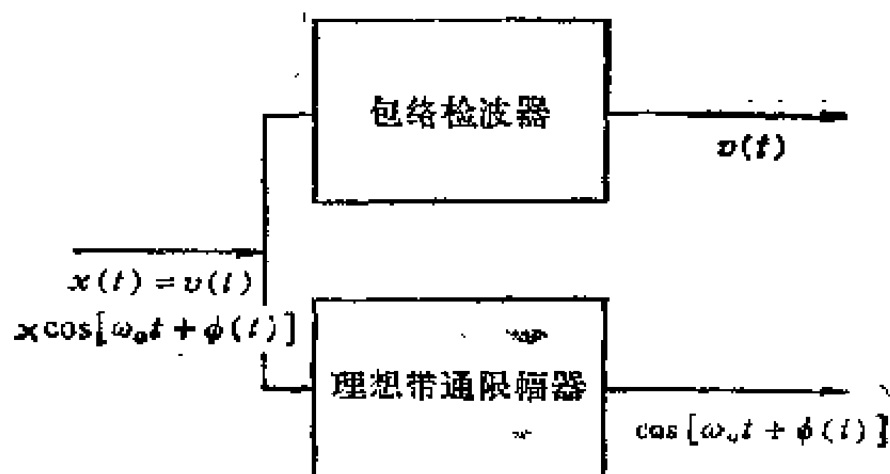 包络检波器
v(t)
x(t) = v(t)
×cos[ω₀t + φ(t)]
理想带通限幅器
cos[ω₀t + φ(t)]